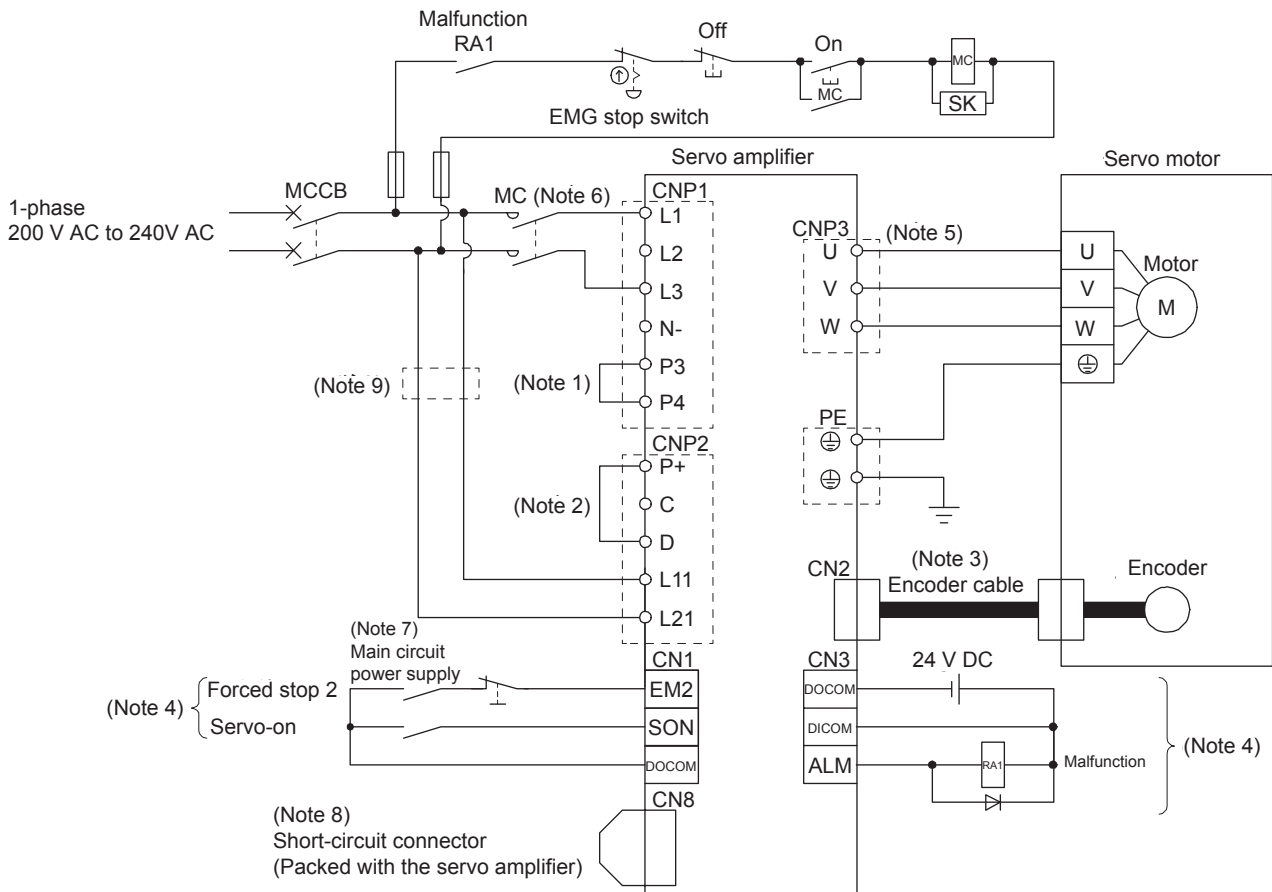 Malfunction
RA1
Off
On
MC
MC
SK
EMG stop switch
Servo amplifier
Servo motor
1-phase
200 V AC to 240V AC
MCCB
MC (Note 6)
CNP1
L1
L2
L3
N-
P3
P4
(Note 1)
(Note 9)
CNP3
(Note 5)
U
V
W
U
V
W
Motor
M
PE
CNP2
P+
C
D
L11
L21
(Note 2)
CN2
(Note 3)
Encoder cable
Encoder
(Note 7)
Main circuit
power supply
(Note 4)
Forced stop 2
Servo-on
CN1
EM2
SON
DOCOM
CN3
24 V DC
DOCOM
DICOM
ALM
RA1
Malfunction
(Note 4)
CN8
(Note 8)
Short-circuit connector
(Packed with the servo amplifier)